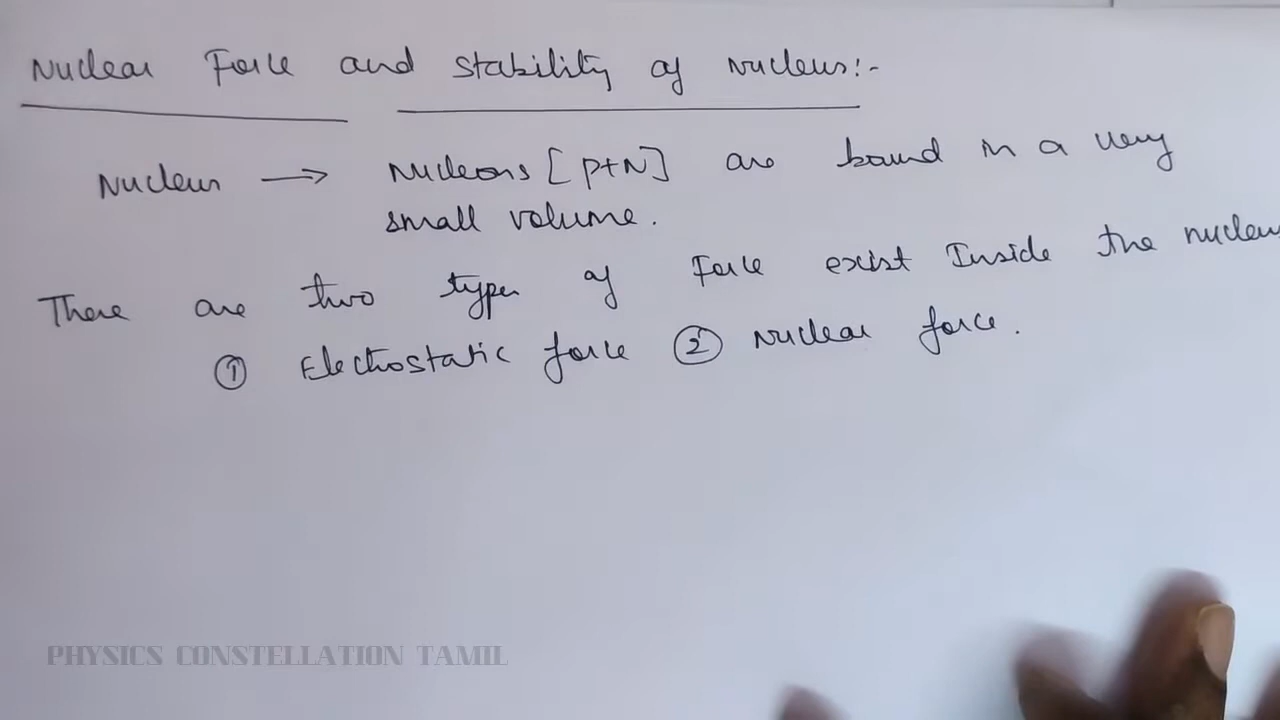 Nuclear Force and stability of Nucleus:-
Nucleus → Nucleons [P+N] are bound in a very
small volume.
There are two types of Force exist Inside the nucleus
① Electrostatic force ② Nuclear force.
PHYSICS CONSTELLATION TAMIL